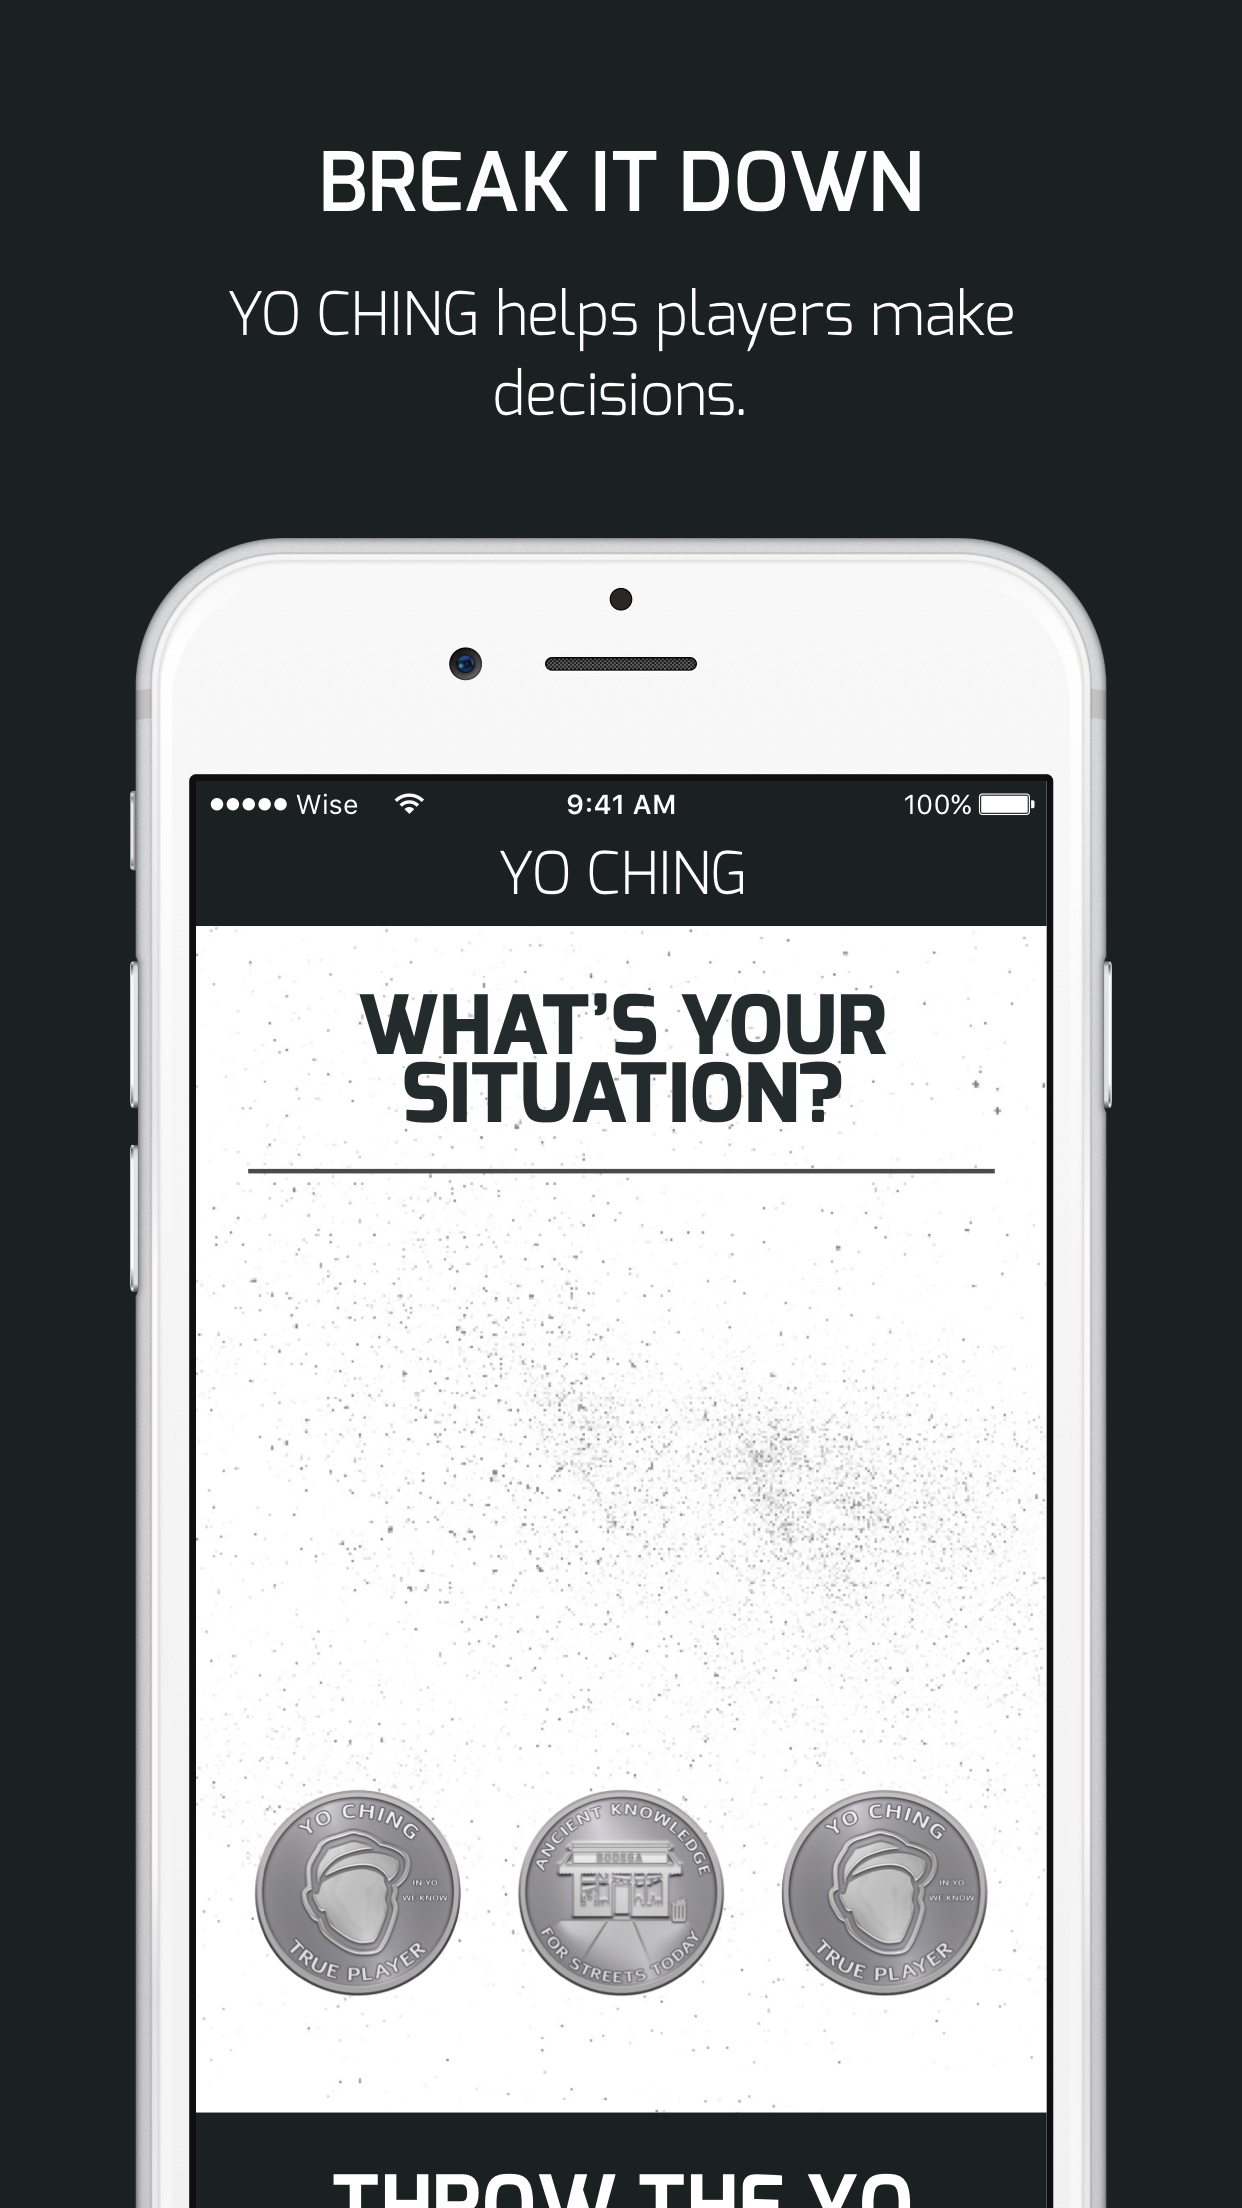 BREAK IT DOWN
YO CHING helps players make
decisions.
Wise 9:41 AM 100%
YO CHING
WHAT'S YOUR
SITUATION?
YO CHING
IN YO
WE KNOW
TRUE PLAYER
ANCIENT KNOWLEDGE
BODEGA
FOR STREETS TODAY
YO CHING
IN YO
WE KNOW
TRUE PLAYER
THROW THE YO